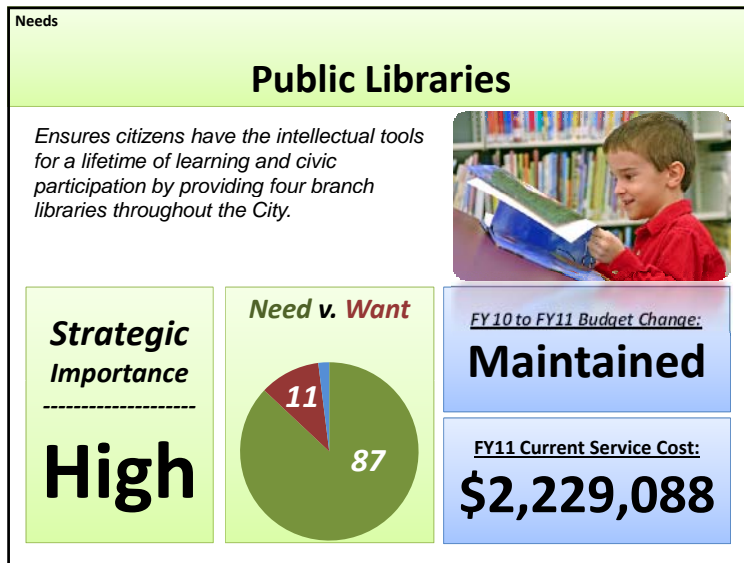 Needs
Public Libraries
Ensures citizens have the intellectual tools
for a lifetime of learning and civic
participation by providing four branch
libraries throughout the City.
Strategic
Importance
--------------------
High
Need v. Want
11
87
FY 10 to FY11 Budget Change:
Maintained
FY11 Current Service Cost:
$2,229,088